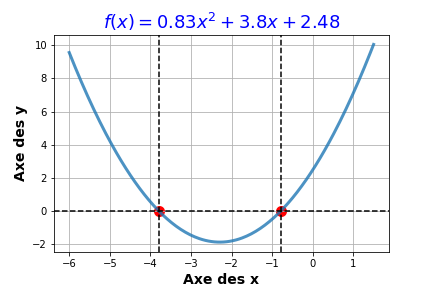 f(x) = 0.83x² + 3.8x + 2.48
Axe des y
10
8
6
4
2
0
−2
−6 −5 −4 −3 −2 −1 0 1
Axe des x